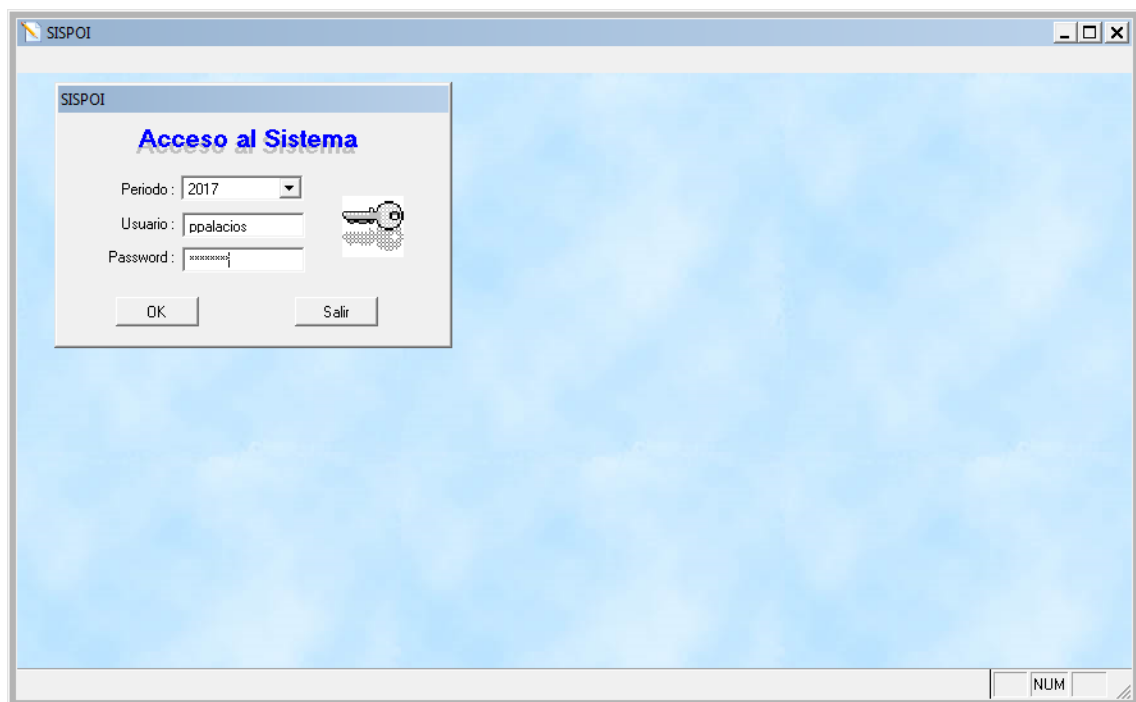 SISPOI
SISPOI
Acceso al Sistema
Periodo : 2017
Usuario : ppalacios
Password : ********
OK Salir
NUM